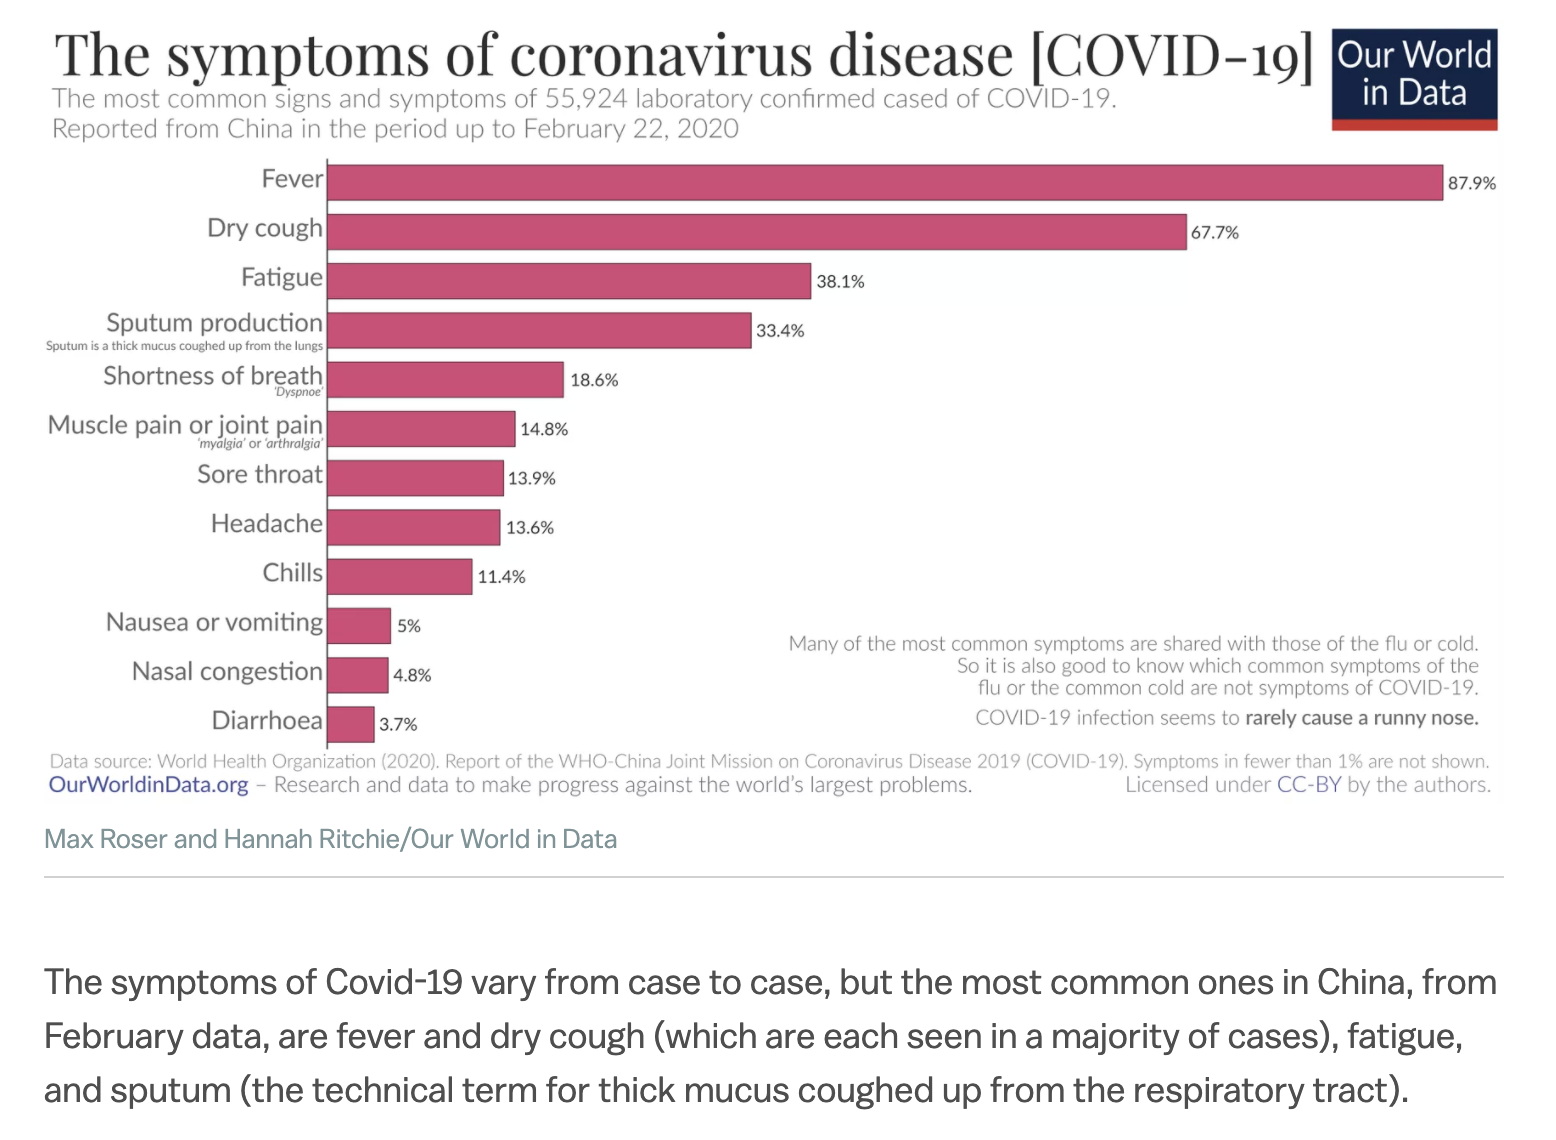 The symptoms of coronavirus disease [COVID-19]
Our World
in Data
The most common signs and symptoms of 55,924 laboratory confirmed cased of COVID-19.
Reported from China in the period up to February 22, 2020
Fever 87.9%
Dry cough 67.7%
Fatigue 38.1%
Sputum production 33.4%
Sputum is a thick mucus coughed up from the lungs
Shortness of breath 18.6%
'Dyspnoe'
Muscle pain or joint pain 14.8%
'myalgia' or 'arthralgia'
Sore throat 13.9%
Headache 13.6%
Chills 11.4%
Nausea or vomiting 5%
Nasal congestion 4.8%
Diarrhoea 3.7%
Many of the most common symptoms are shared with those of the flu or cold.
So it is also good to know which common symptoms of the
flu or the common cold are not symptoms of COVID-19.
COVID-19 infection seems to rarely cause a runny nose.
Data source: World Health Organization (2020). Report of the WHO-China Joint Mission on Coronavirus Disease 2019 (COVID-19). Symptoms in fewer than 1% are not shown.
OurWorldinData.org – Research and data to make progress against the world's largest problems. Licensed under CC-BY by the authors.
Max Roser and Hannah Ritchie/Our World in Data
The symptoms of Covid-19 vary from case to case, but the most common ones in China, from
February data, are fever and dry cough (which are each seen in a majority of cases), fatigue,
and sputum (the technical term for thick mucus coughed up from the respiratory tract).